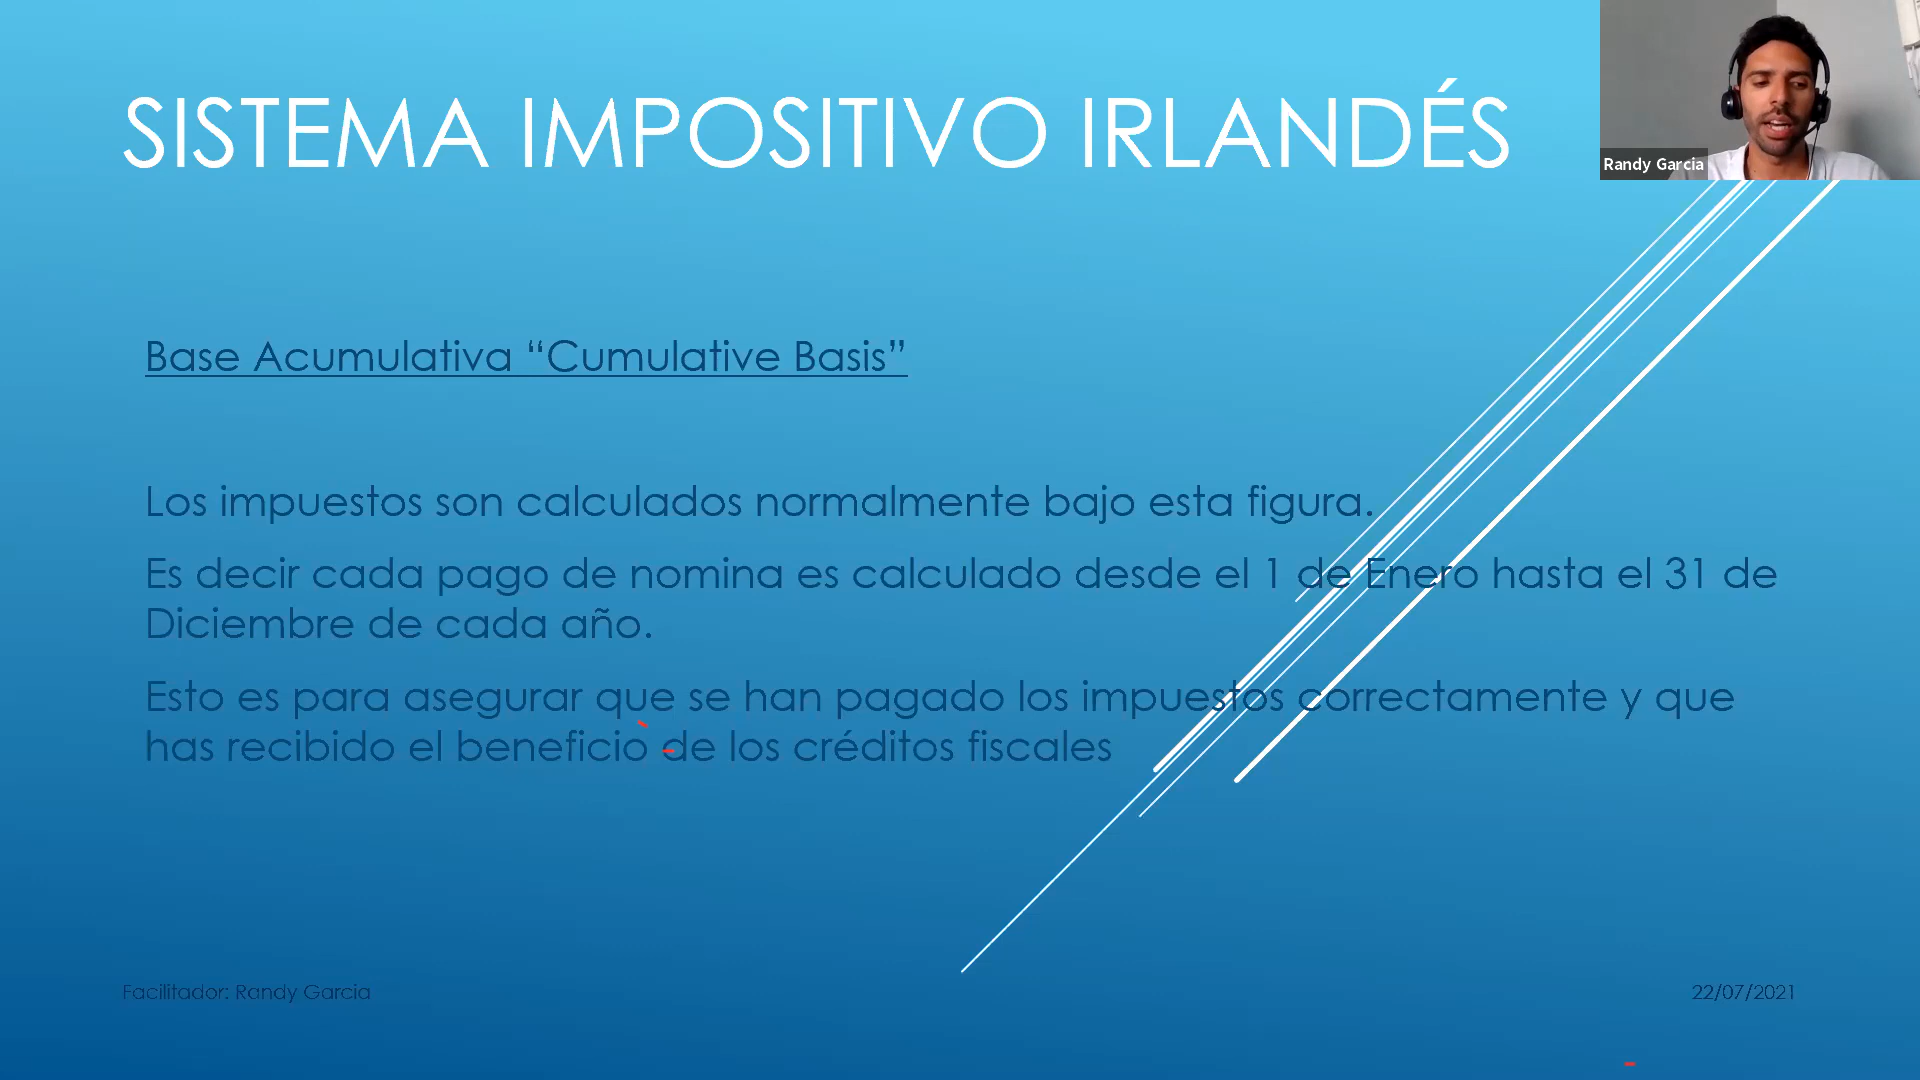 SISTEMA IMPOSITIVO IRLANDÉS
Randy Garcia
Base Acumulativa “Cumulative Basis”
Los impuestos son calculados normalmente bajo esta figura.
Es decir cada pago de nomina es calculado desde el 1 de Enero hasta el 31 de
Diciembre de cada año.
Esto es para asegurar que se han pagado los impuestos correctamente y que
has recibido el beneficio de los créditos fiscales
Facilitador: Randy Garcia
22/07/2021